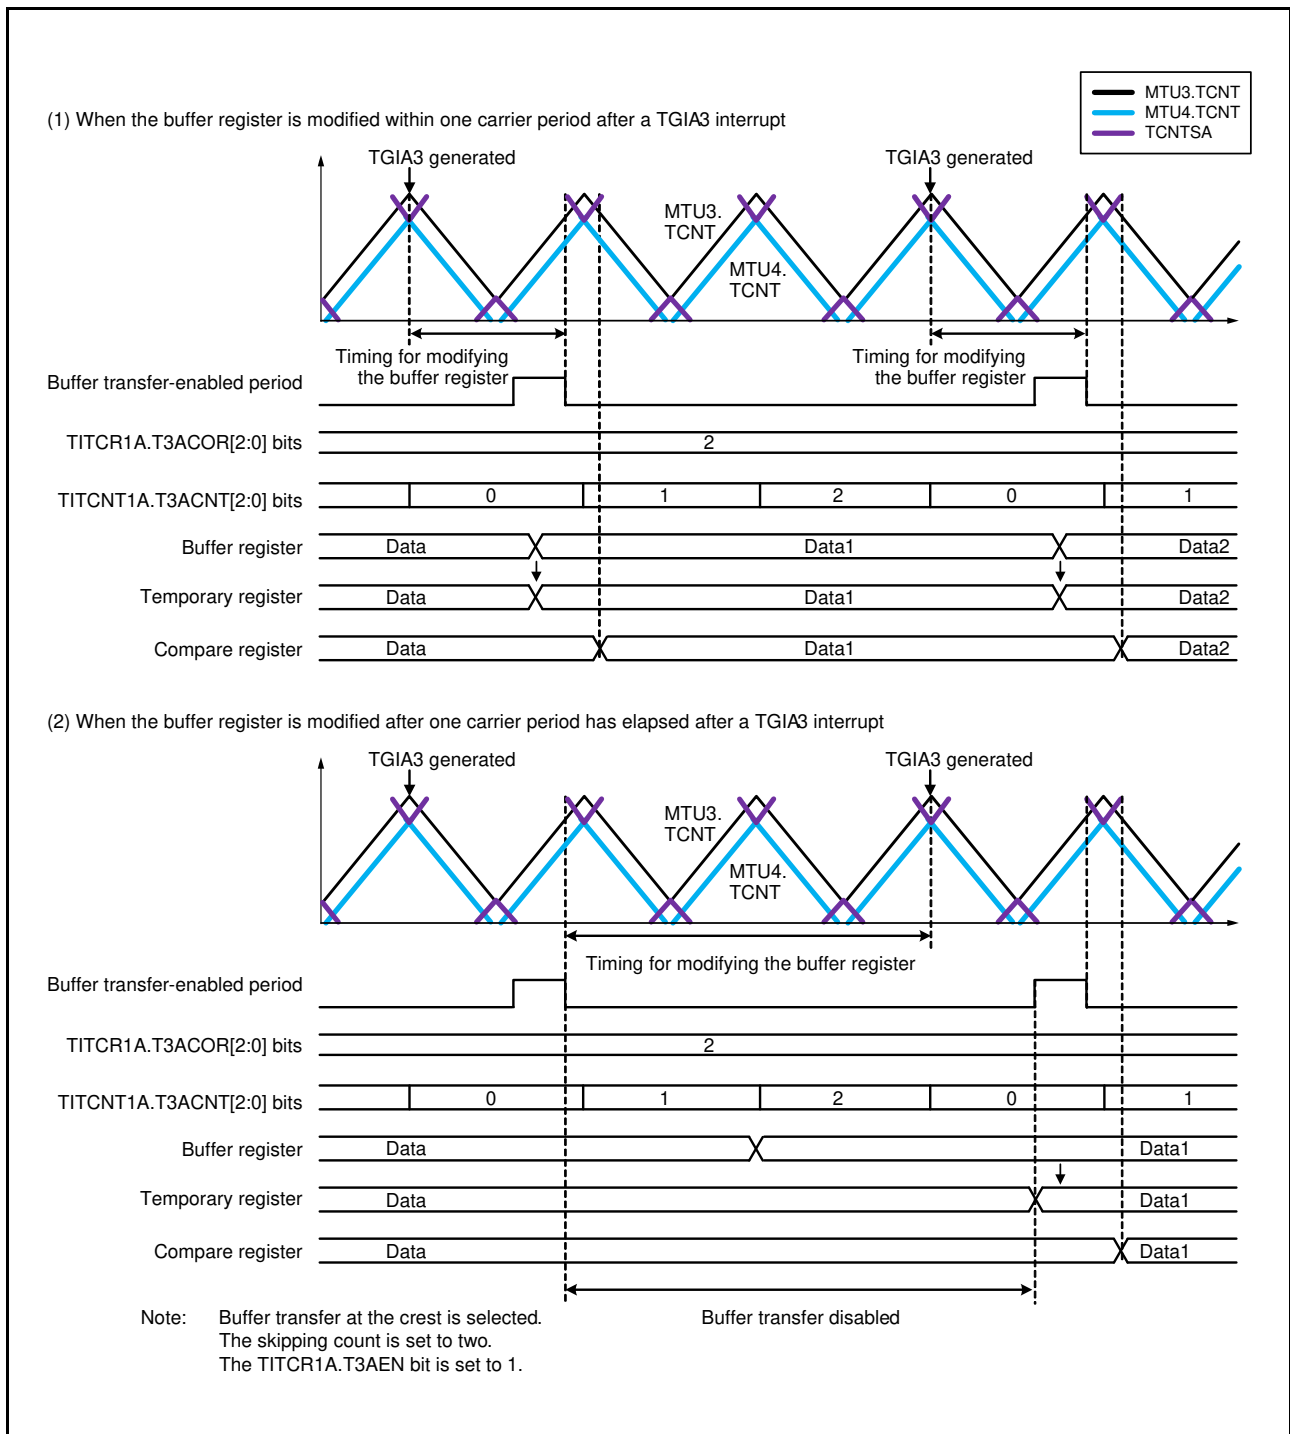 MTU3.TCNT
MTU4.TCNT
TCNTSA
(1) When the buffer register is modified within one carrier period after a TGIA3 interrupt
TGIA3 generated
TGIA3 generated
MTU3.
TCNT
MTU4.
TCNT
Timing for modifying
the buffer register
Timing for modifying
the buffer register
Buffer transfer-enabled period
TITCR1A.T3ACOR[2:0] bits
2
TITCNT1A.T3ACNT[2:0] bits
0
1
2
0
1
Buffer register
Data
Data1
Data2
Temporary register
Data
Data1
Data2
Compare register
Data
Data1
Data2
(2) When the buffer register is modified after one carrier period has elapsed after a TGIA3 interrupt
TGIA3 generated
TGIA3 generated
MTU3.
TCNT
MTU4.
TCNT
Timing for modifying the buffer register
Buffer transfer-enabled period
TITCR1A.T3ACOR[2:0] bits
2
TITCNT1A.T3ACNT[2:0] bits
0
1
2
0
1
Buffer register
Data
Data1
Temporary register
Data
Data1
Compare register
Data
Data1
Buffer transfer disabled
Note: Buffer transfer at the crest is selected.
The skipping count is set to two.
The TITCR1A.T3AEN bit is set to 1.